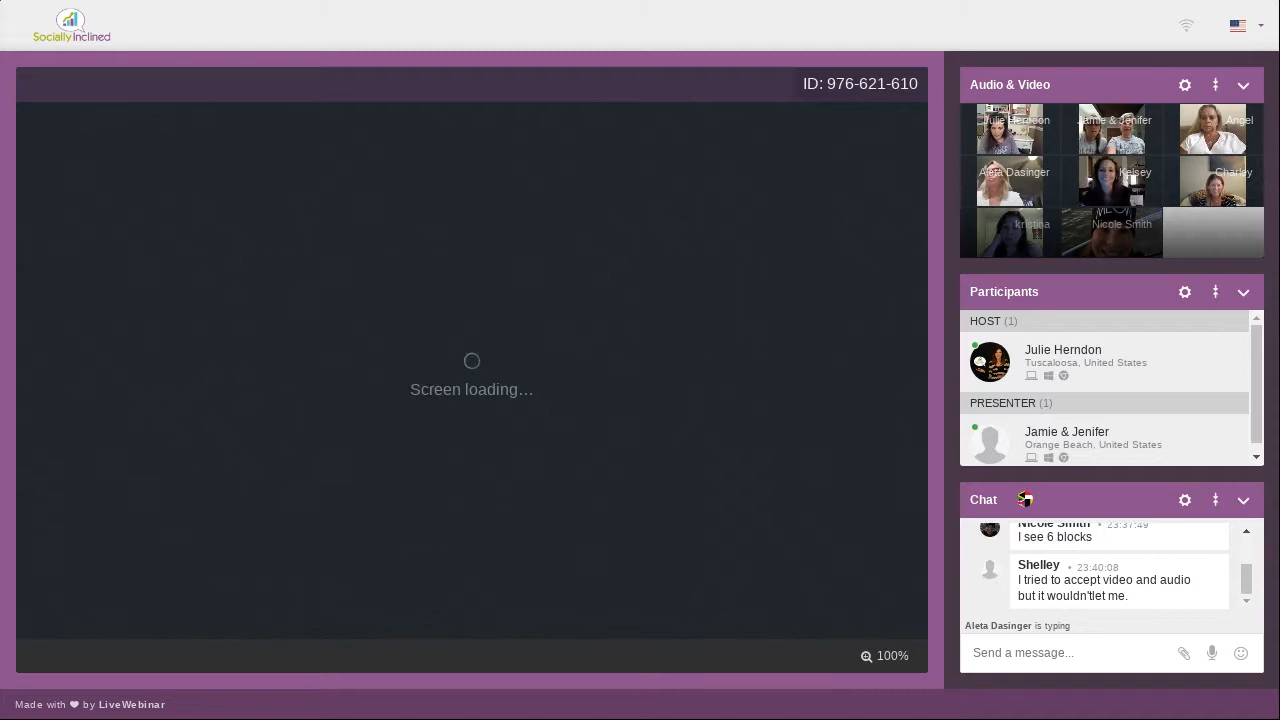 Socially Inclined
ID: 976-621-610
Screen loading...
100%
Audio & Video
Julie Herndon
Jamie & Jenifer
Angel
Aleta Dasinger
Kelsey
Charley
kristina
Nicole Smith
Participants
HOST (1)
Julie Herndon
Tuscaloosa, United States
PRESENTER (1)
Jamie & Jenifer
Orange Beach, United States
Chat
Nicole Smith • 23:37:49
I see 6 blocks
Shelley • 23:40:08
I tried to accept video and audio
but it wouldn'tlet me.
Aleta Dasinger is typing
Send a message...
Made with ❤ by LiveWebinar